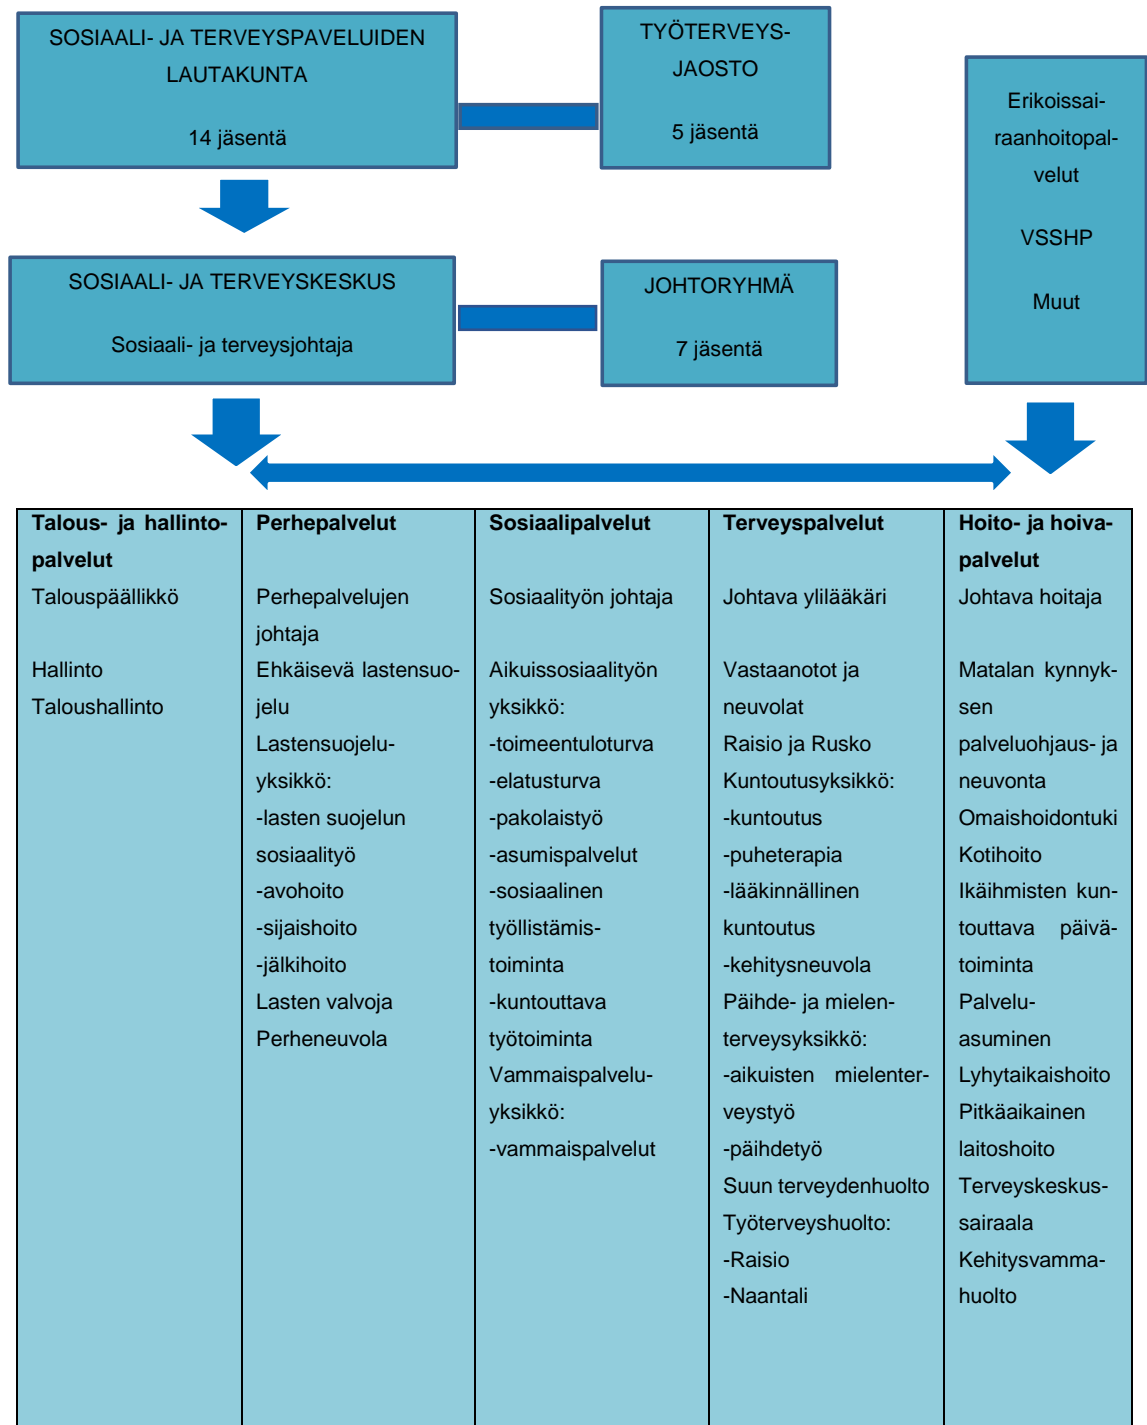 SOSIAALI- JA TERVEYSPAVELUIDEN
LAUTAKUNTA
14 jäsentä
TYÖTERVEYS-
JAOSTO
5 jäsentä
Erikoissai-
raanhoitopal-
velut
VSSHP
Muut
SOSIAALI- JA TERVEYSKESKUS
Sosiaali- ja terveysjohtaja
JOHTORYHMÄ
7 jäsentä
Talous- ja hallinto-
palvelut
Talouspäällikkö
Hallinto
Taloushallinto
Perhepalvelut
Perhepalvelujen
johtaja
Ehkäisevä lastensuo-
jelu
Lastensuojelu-
yksikkö:
-lasten suojelun
sosiaalityö
-avohoito
-sijaishoito
-jälkihoito
Lasten valvoja
Perheneuvola
Sosiaalipalvelut
Sosiaalityön johtaja
Aikuissosiaalityön
yksikkö:
-toimeentuloturva
-elatusturva
-pakolaistyö
-asumispalvelut
-sosiaalinen
työllistämis-
toiminta
-kuntouttava
työtoiminta
Vammaispalvelu-
yksikkö:
-vammaispalvelut
Terveyspalvelut
Johtava ylilääkäri
Vastaanotot ja
neuvolat
Raisio ja Rusko
Kuntoutusyksikkö:
-kuntoutus
-puheterapia
-lääkinnällinen
kuntoutus
-kehitysneuvola
Päihde- ja mielen-
terveysyksikkö:
-aikuisten mielenter-
veystyö
-päihdetyö
Suun terveydenhuolto
Työterveyshuolto:
-Raisio
-Naantali
Hoito- ja hoiva-
palvelut
Johtava hoitaja
Matalan kynnyk-
sen
palveluohjaus- ja
neuvonta
Omaishoidontuki
Kotihoito
Ikäihmisten kun-
touttava päivä-
toiminta
Palvelu-
asuminen
Lyhytaikaishoito
Pitkäaikainen
laitoshoito
Terveyskeskus-
sairaala
Kehitysvamma-
huolto